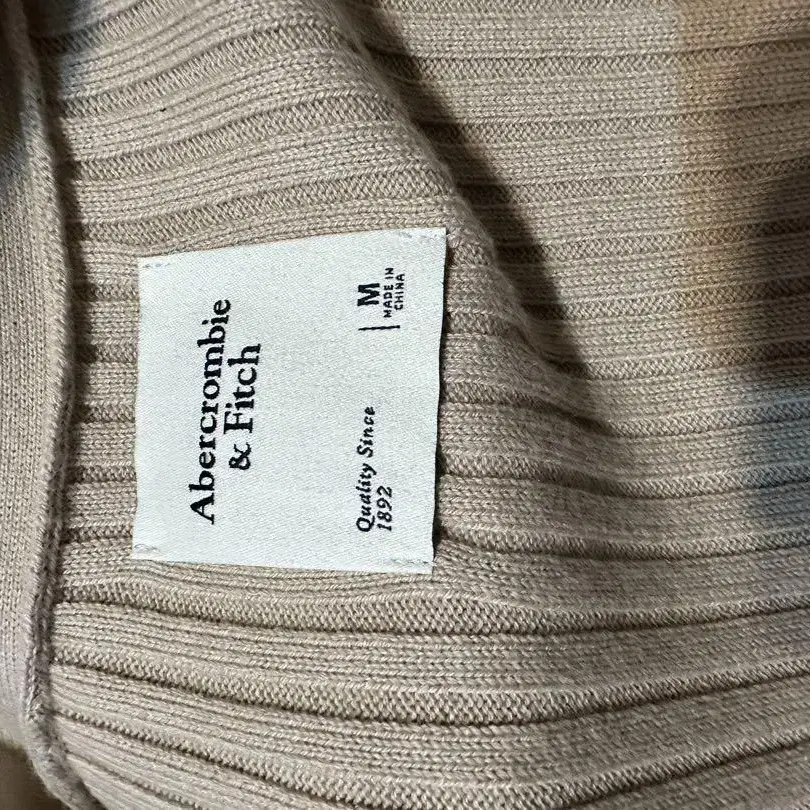 Abercrombie
& Fitch
Quality Since
1892
M
MADE IN
CHINA